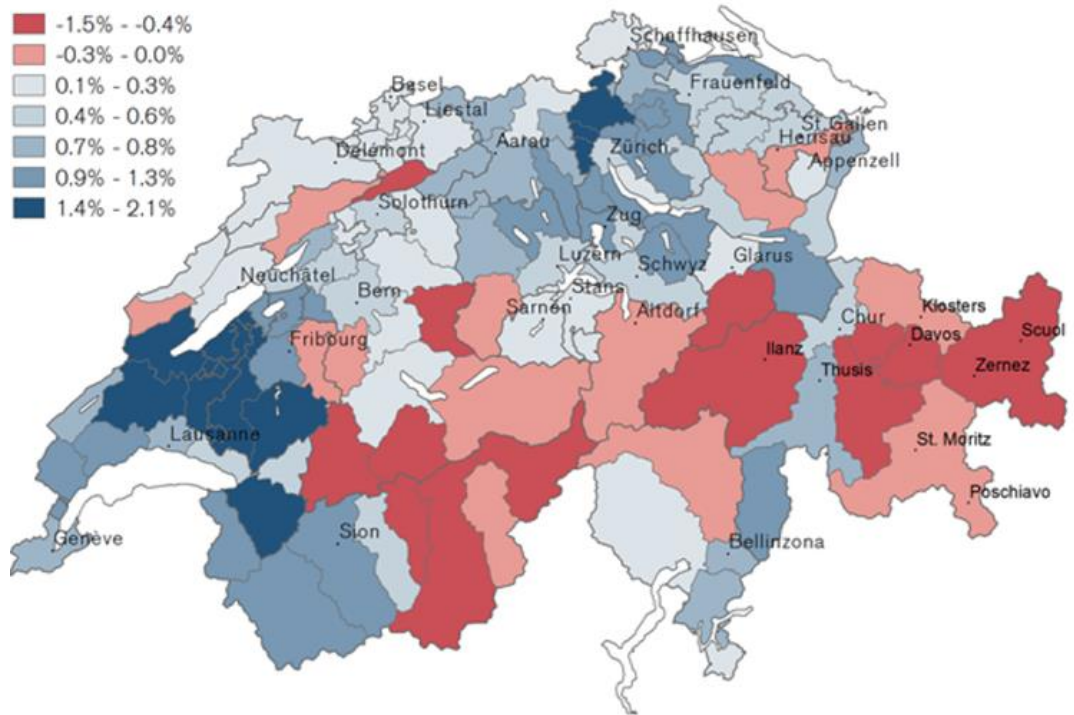 -1.5% - -0.4%
-0.3% - 0.0%
0.1% - 0.3%
0.4% - 0.6%
0.7% - 0.8%
0.9% - 1.3%
1.4% - 2.1%
Schaffhausen
Basel
Frauenfeld
Liestal
St.Gallen
Herisau
Aarau
Zürich
Delémont
Appenzell
Solothurn
Zug
Luzern
Glarus
Schwyz
Neuchâtel
Stans
Bern
Sarnen
Altdorf
Klosters
Chur
Davos
Scuol
Fribourg
Ilanz
Zernez
Thusis
Lausanne
St. Moritz
Poschiavo
Sion
Genève
Bellinzona